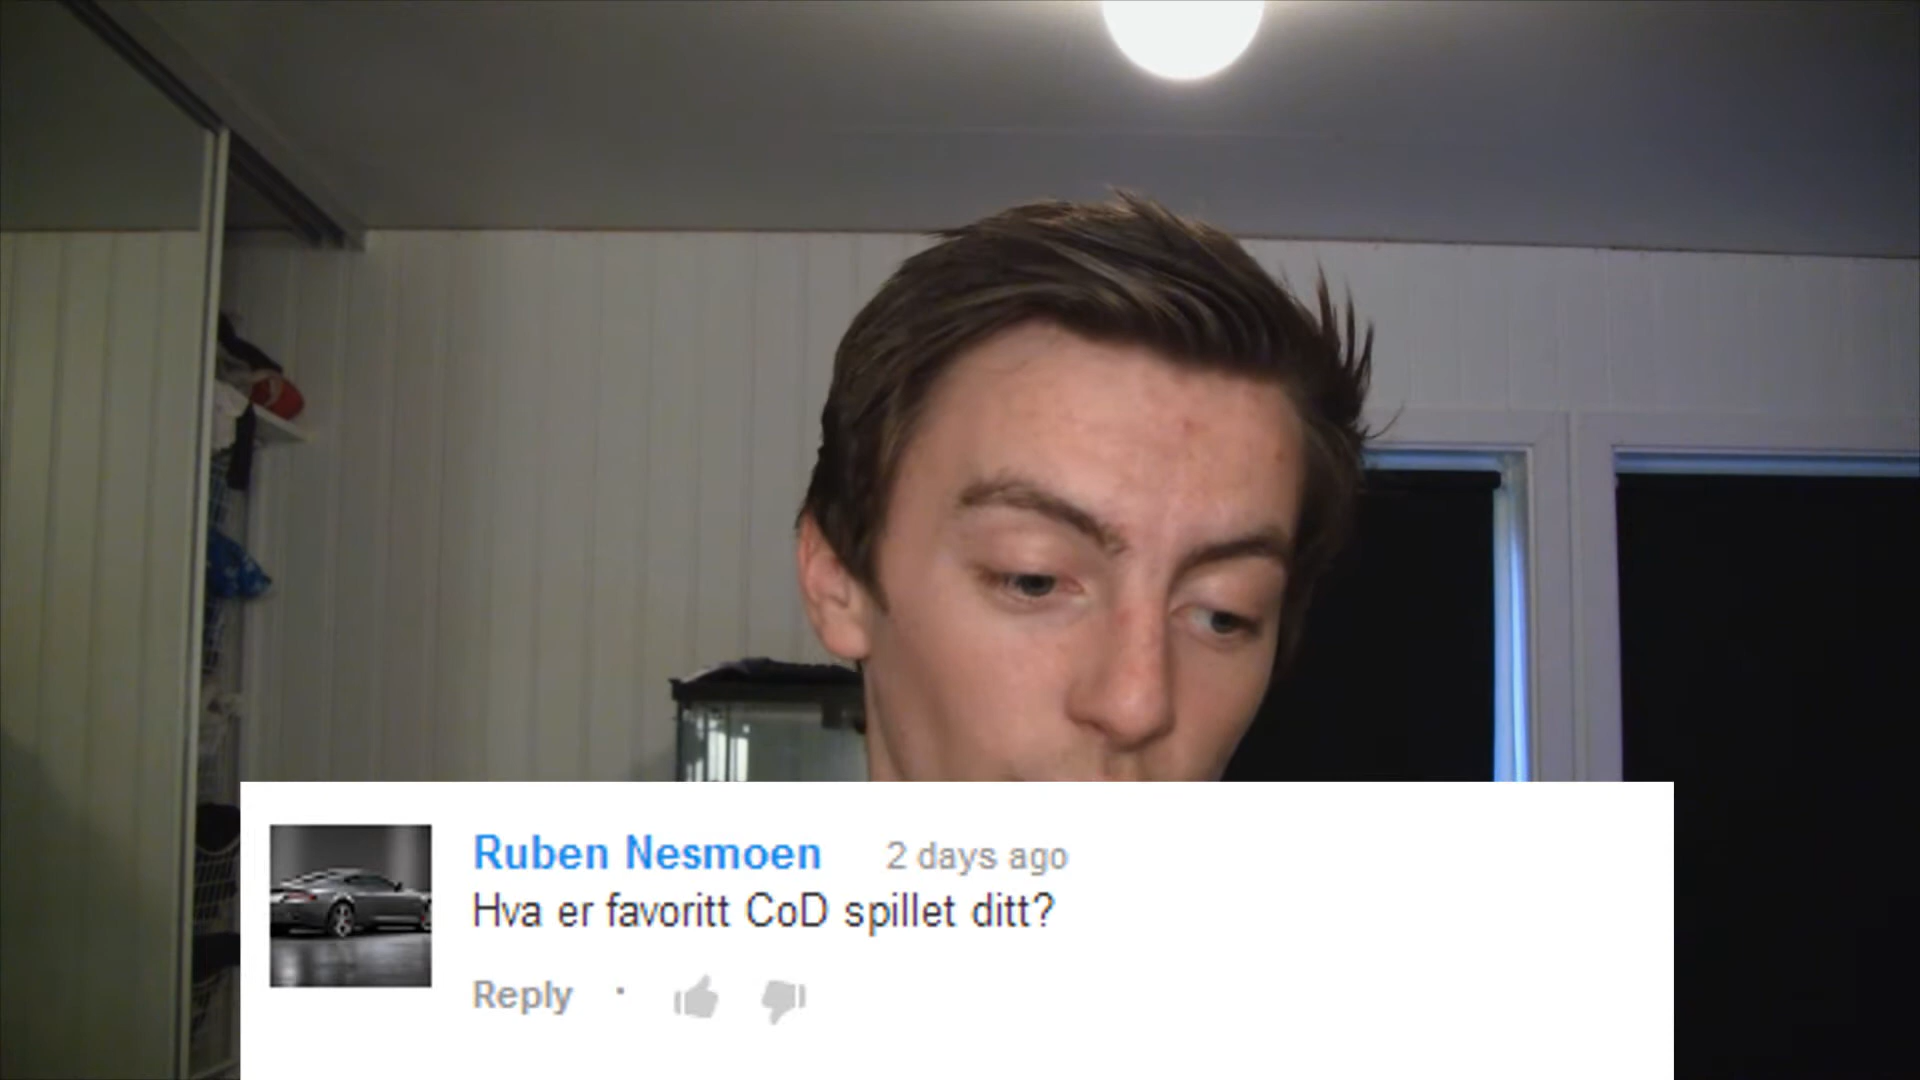 Ruben Nesmoen 2 days ago
Hva er favoritt CoD spillet ditt?
Reply ·